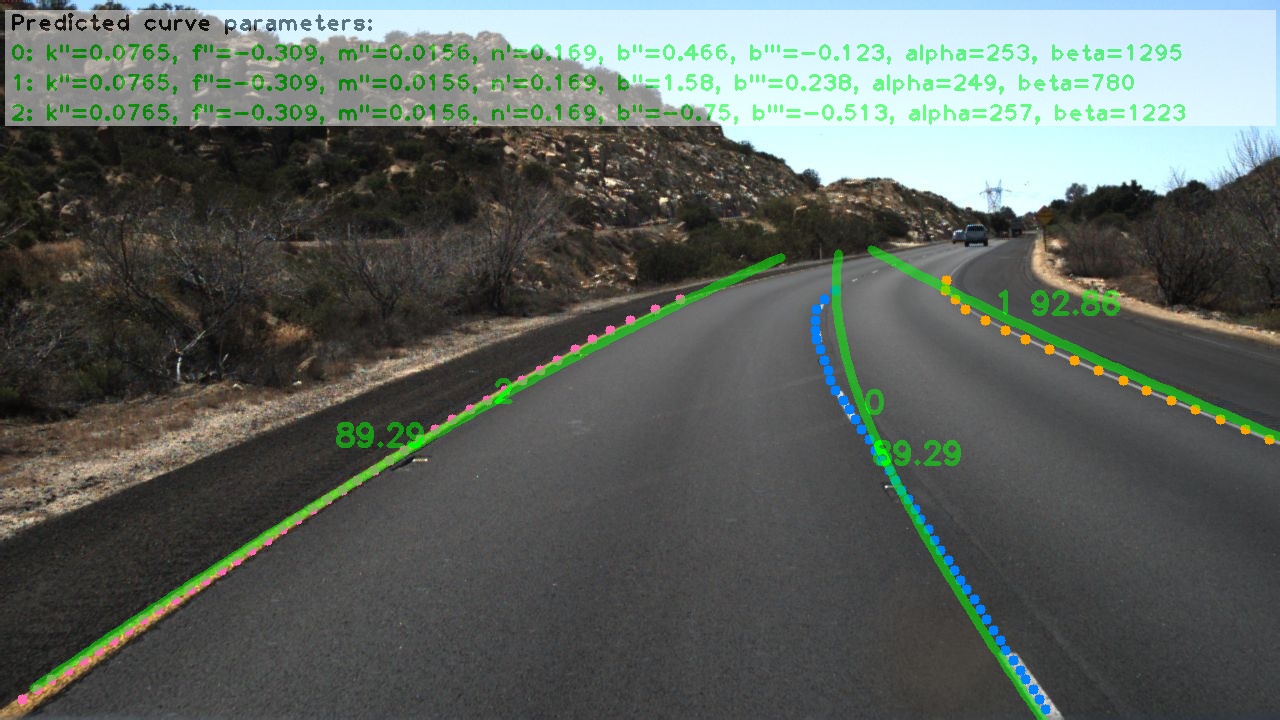 Predicted curve parameters:
0: k''=0.0765, f''=-0.309, m''=0.0156, n'=0.169, b''=0.466, b'''=-0.123, alpha=253, beta=1295
1: k''=0.0765, f''=-0.309, m''=0.0156, n'=0.169, b''=1.58, b'''=0.238, alpha=249, beta=780
2: k''=0.0765, f''=-0.309, m''=0.0156, n'=0.169, b''=-0.75, b'''=-0.513, alpha=257, beta=1223
1 92.86
2
0
89.29
89.29